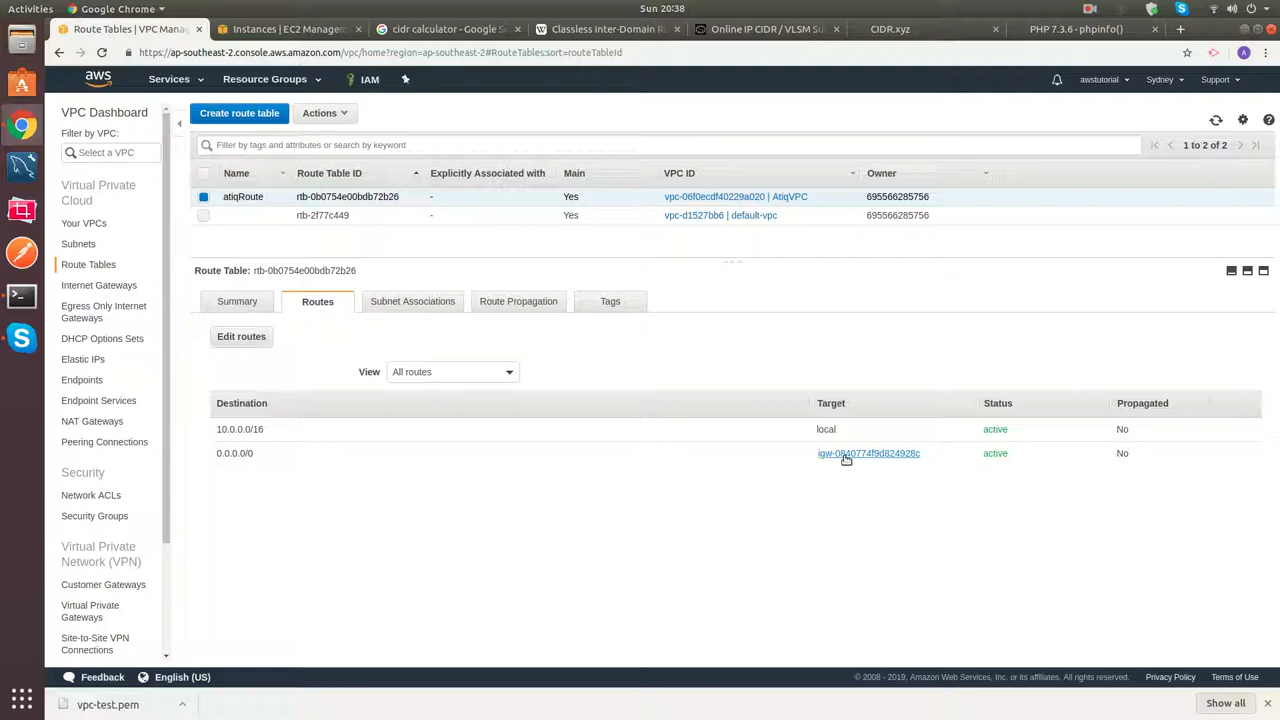 Activities
Google Chrome
Sun 20:38
Route Tables | VPC Mana
Instances | EC2 Managem
cidr calculator - Google S
Classless Inter-Domain R
Online IP CIDR / VLSM Su
CIDR.xyz
PHP 7.3.6 - phpinfo()
https://ap-southeast-2.console.aws.amazon.com/vpc/home?region=ap-southeast-2#RouteTables:sort=routeTableId
A
aws
Services
Resource Groups
IAM
awstutorial
Sydney
Support
VPC Dashboard
Filter by VPC:
Select a VPC
Virtual Private
Cloud
Your VPCs
Subnets
Route Tables
Internet Gateways
Egress Only Internet
Gateways
DHCP Options Sets
Elastic IPs
Endpoints
Endpoint Services
NAT Gateways
Peering Connections
Security
Network ACLs
Security Groups
Virtual Private
Network (VPN)
Customer Gateways
Virtual Private
Gateways
Site-to-Site VPN
Connections
Create route table
Actions
Filter by tags and attributes or search by keyword
1 to 2 of 2
Name
Route Table ID
Explicitly Associated with
Main
VPC ID
Owner
atiqRoute
rtb-0b0754e00bdb72b26
-
Yes
vpc-06f0ecdf40229a020 | AtiqVPC
695566285756
rtb-2f77c449
-
Yes
vpc-d1527bb6 | default-vpc
695566285756
Route Table: rtb-0b0754e00bdb72b26
Summary
Routes
Subnet Associations
Route Propagation
Tags
Edit routes
View
All routes
Destination
Target
Status
Propagated
10.0.0.0/16
local
active
No
0.0.0.0/0
igw-0840774f9d824928c
active
No
Feedback
English (US)
© 2008 - 2019, Amazon Web Services, Inc. or its affiliates. All rights reserved.
Privacy Policy
Terms of Use
vpc-test.pem
Show all